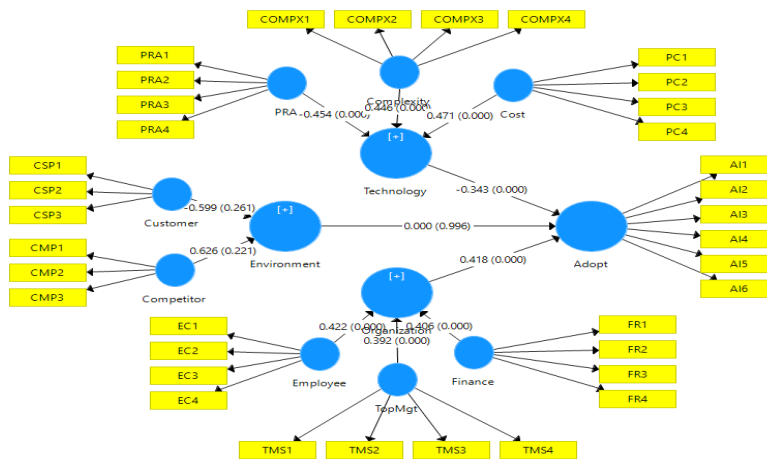 COMPX1 COMPX2 COMPX3 COMPX4
PRA1
PRA2
PRA3
PRA4
PRA
Complexity
Cost
PC1
PC2
PC3
PC4
-0.454 (0.000)
0.446 (0.000)
0.471 (0.000)
[+]
Technology
-0.343 (0.000)
CSP1
CSP2
CSP3
Customer
-0.599 (0.261)
CMP1
CMP2
CMP3
Competitor
0.626 (0.221)
[+]
Environment
0.000 (0.996)
Adopt
AI1
AI2
AI3
AI4
AI5
AI6
0.418 (0.000)
[+]
Organization
0.422 (0.000)
0.392 (0.000)
0.406 (0.000)
EC1
EC2
EC3
EC4
Employee
TopMgt
Finance
FR1
FR2
FR3
FR4
TMS1 TMS2 TMS3 TMS4